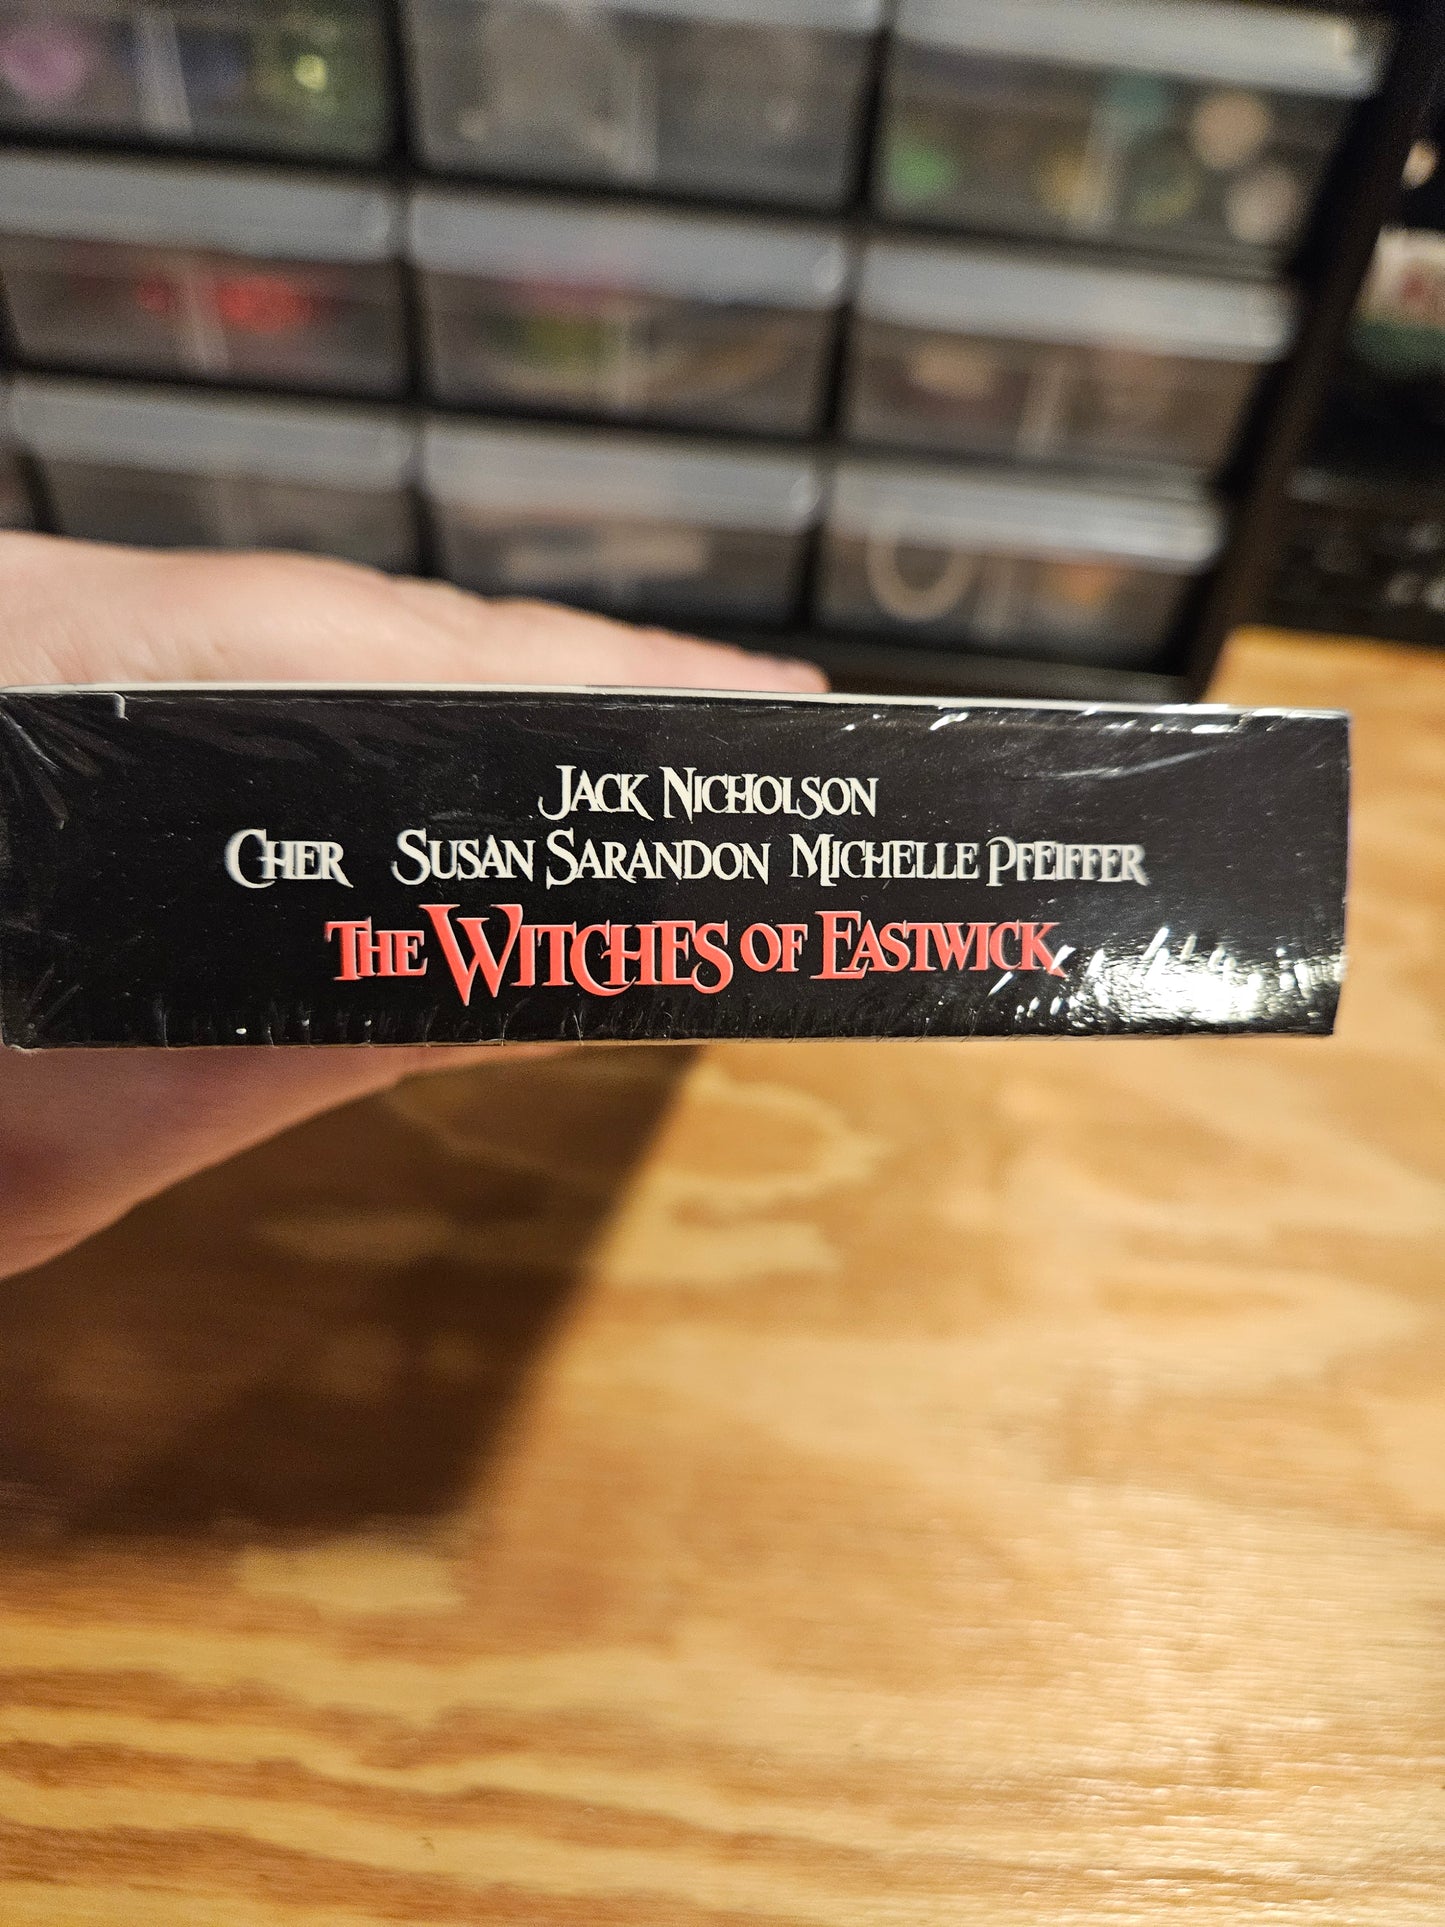 Jack Nicholson
Cher Susan Sarandon Michelle Pfeiffer
The Witches of Eastwick